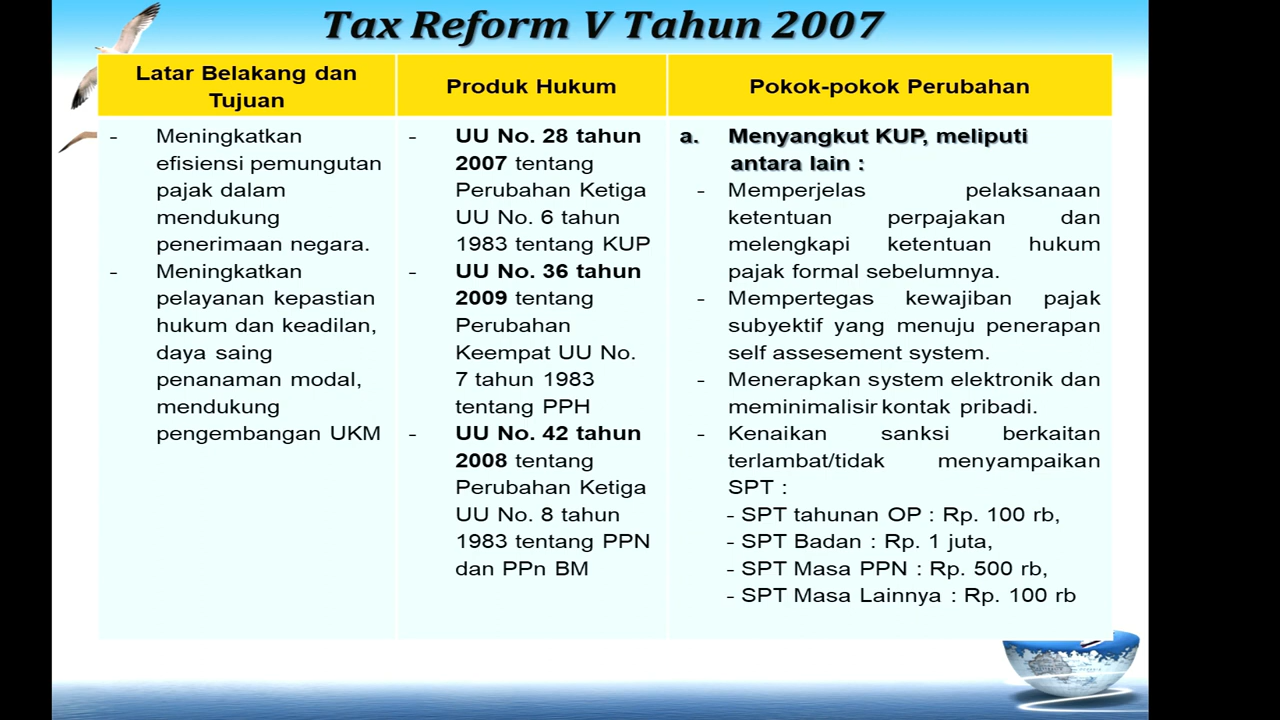 Tax Reform V Tahun 2007
Latar Belakang dan
Tujuan
Produk Hukum
Pokok-pokok Perubahan
- Meningkatkan
efisiensi pemungutan
pajak dalam
mendukung
penerimaan negara.
- Meningkatkan
pelayanan kepastian
hukum dan keadilan,
daya saing
penanaman modal,
mendukung
pengembangan UKM
- UU No. 28 tahun
2007 tentang
Perubahan Ketiga
UU No. 6 tahun
1983 tentang KUP
- UU No. 36 tahun
2009 tentang
Perubahan
Keempat UU No.
7 tahun 1983
tentang PPH
- UU No. 42 tahun
2008 tentang
Perubahan Ketiga
UU No. 8 tahun
1983 tentang PPN
dan PPn BM
a. Menyangkut KUP, meliputi
antara lain :
- Memperjelas pelaksanaan
ketentuan perpajakan dan
melengkapi ketentuan hukum
pajak formal sebelumnya.
- Mempertegas kewajiban pajak
subyektif yang menuju penerapan
self assesement system.
- Menerapkan system elektronik dan
meminimalisir kontak pribadi.
- Kenaikan sanksi berkaitan
terlambat/tidak menyampaikan
SPT :
- SPT tahunan OP : Rp. 100 rb,
- SPT Badan : Rp. 1 juta,
- SPT Masa PPN : Rp. 500 rb,
- SPT Masa Lainnya : Rp. 100 rb